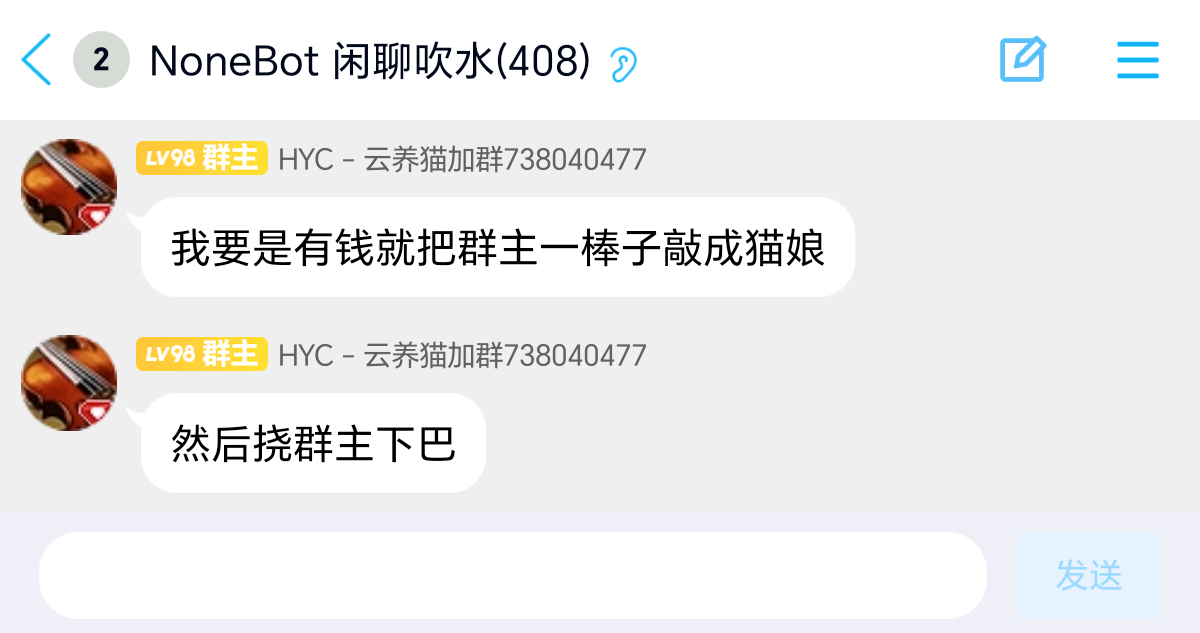 2 NoneBot 闲聊吹水(408)
LV98 群主 HYC - 云养猫加群738040477
我要是有钱就把群主一棒子敲成猫娘
LV98 群主 HYC - 云养猫加群738040477
然后挠群主下巴
发送